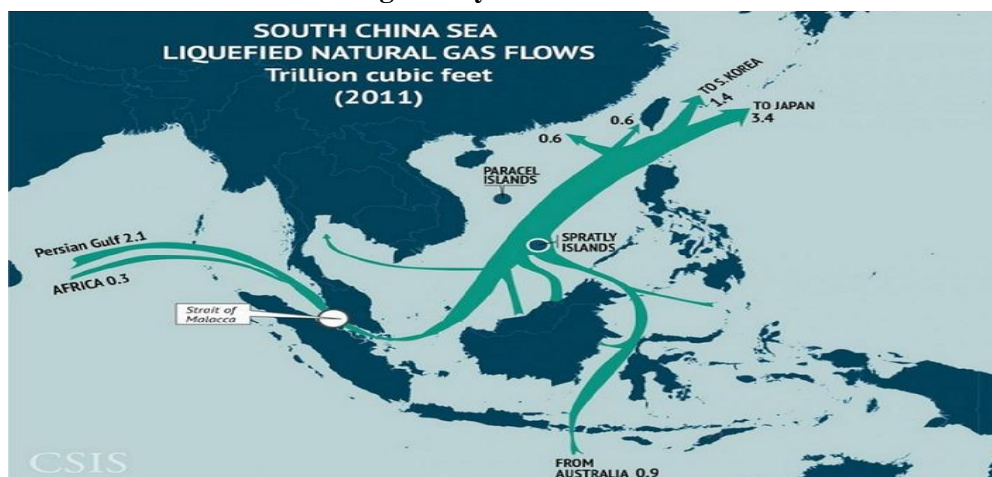 SOUTH CHINA SEA
LIQUEFIED NATURAL GAS FLOWS
Trillion cubic feet
(2011)
TO S. KOREA
1.4
TO JAPAN
3.4
0.6
0.6
PARACEL
ISLANDS
SPRATLY
ISLANDS
Persian Gulf 2.1
AFRICA 0.3
Strait of
Malacca
FROM
AUSTRALIA 0.9
CSIS